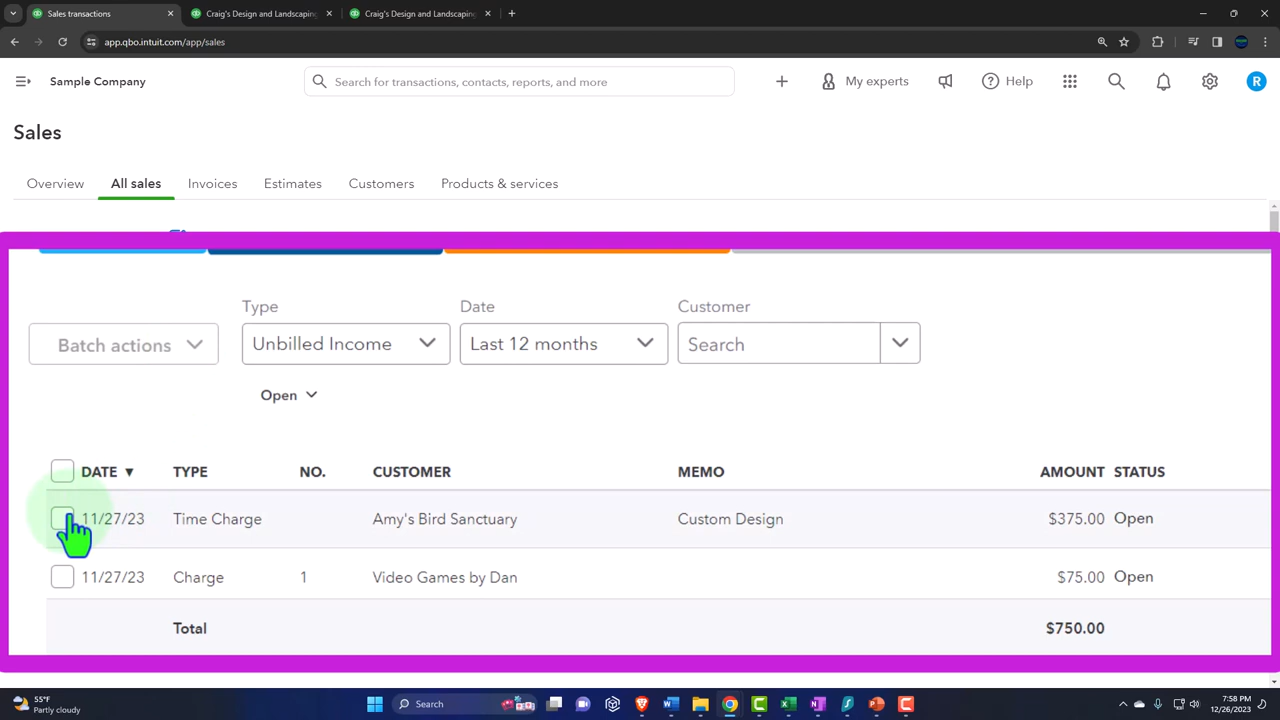 Sales transactions
Craig's Design and Landscaping
Craig's Design and Landscaping
app.qbo.intuit.com/app/sales
Sample Company
Search for transactions, contacts, reports, and more
My experts
Help
R
Sales
Overview All sales Invoices Estimates Customers Products & services
Type Date Customer
Batch actions Unbilled Income Last 12 months Search
Open
DATE ▼ TYPE NO. CUSTOMER MEMO AMOUNT STATUS
11/27/23 Time Charge Amy's Bird Sanctuary Custom Design $375.00 Open
11/27/23 Charge 1 Video Games by Dan $75.00 Open
Total $750.00
55°F
Partly cloudy
Search
7:58 PM
12/26/2023